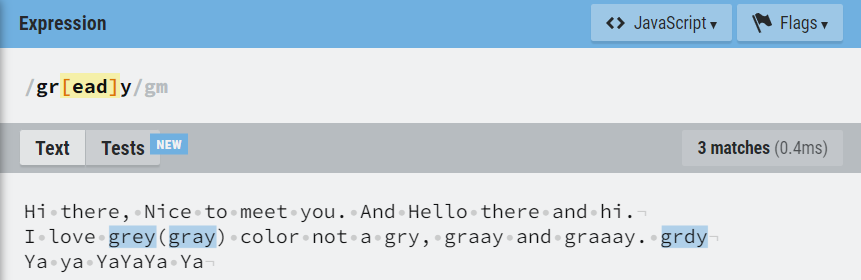 Expression
<> JavaScript ▾
Flags ▾
/gr[ead]y/gm
Text
Tests
NEW
3 matches (0.4ms)
Hi there, Nice to meet you. And Hello there and hi.
I love grey(gray) color not a gry, graay and graaay. grdy
Ya ya YaYaYa Ya